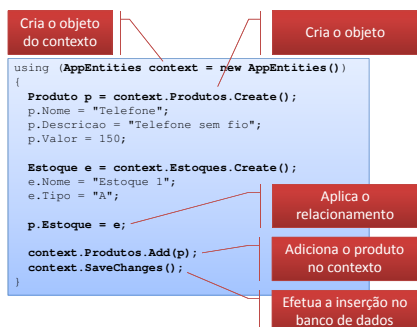 Cria o objeto
do contexto
Cria o objeto
using (AppEntities context = new AppEntities())
{
Produto p = context.Produtos.Create();
p.Nome = "Telefone";
p.Descricao = "Telefone sem fio";
p.Valor = 150;
Estoque e = context.Estoques.Create();
e.Nome = "Estoque 1";
e.Tipo = "A";
Aplica o
relacionamento
p.Estoque = e;
Adiciona o produto
no contexto
context.Produtos.Add(p);
context.SaveChanges();
}
Efetua a inserção no
banco de dados